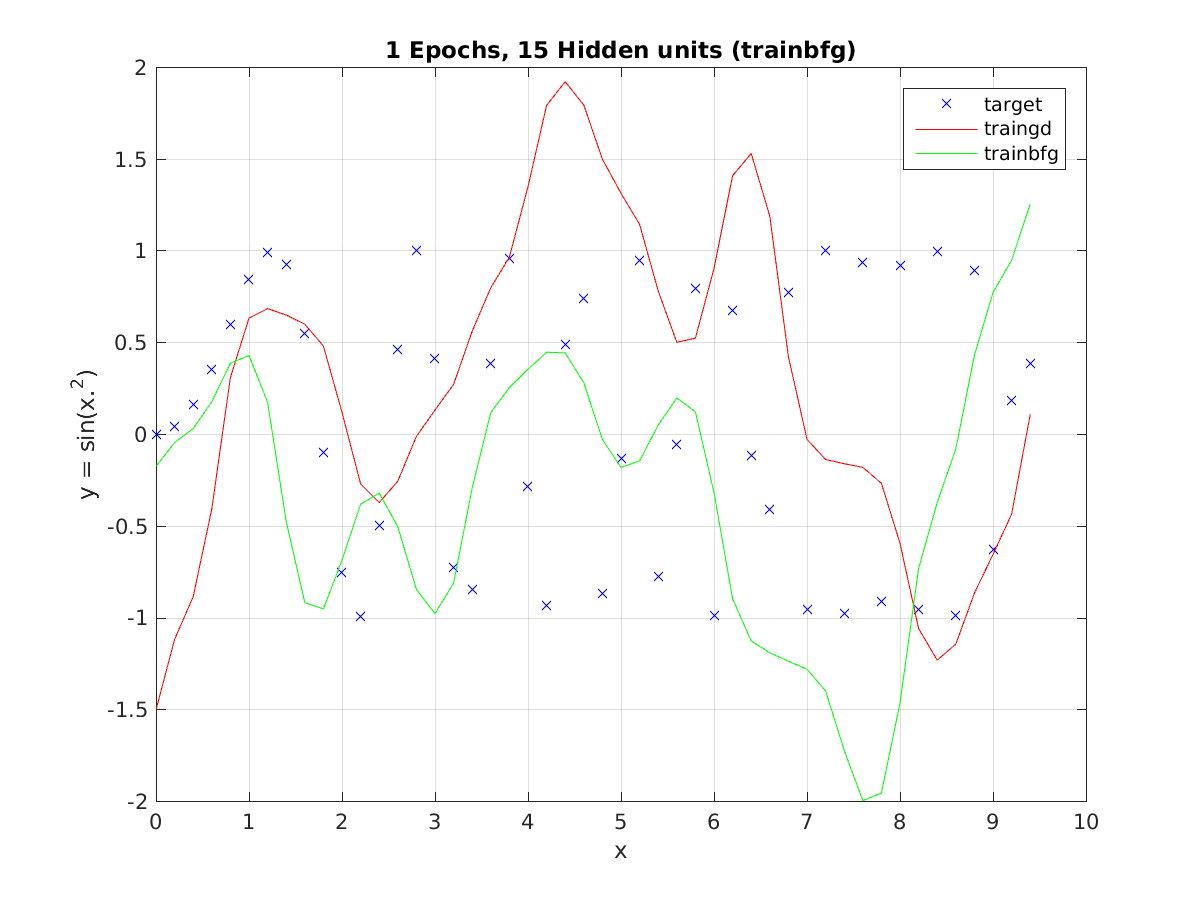 1 Epochs, 15 Hidden units (trainbfg)
target
traingd
trainbfg
y = sin(x.²)
2
1.5
1
0.5
0
-0.5
-1
-1.5
-2
0 1 2 3 4 5 6 7 8 9 10
x